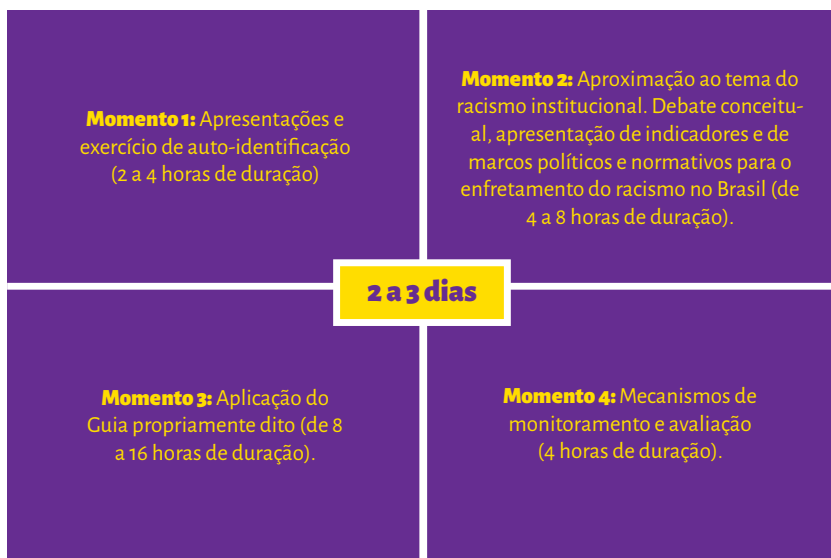 Momento 1: Apresentações e
exercício de auto-identificação
(2 a 4 horas de duração)
Momento 2: Aproximação ao tema do
racismo institucional. Debate conceitu-
al, apresentação de indicadores e de
marcos políticos e normativos para o
enfretamento do racismo no Brasil (de
4 a 8 horas de duração).
2 a 3 dias
Momento 3: Aplicação do
Guia propriamente dito (de 8
a 16 horas de duração).
Momento 4: Mecanismos de
monitoramento e avaliação
(4 horas de duração).